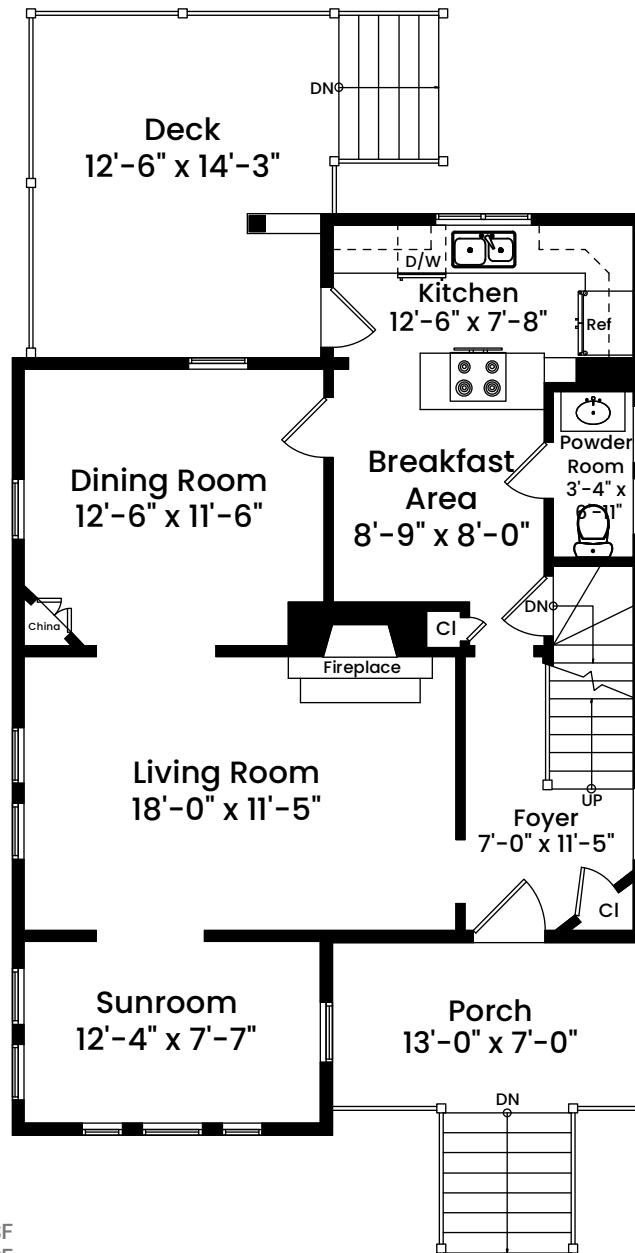 DN
Deck
12'-6" x 14'-3"
D/W
Kitchen
12'-6" x 7'-8"
Ref
Powder
Room
3'-4" x
Breakfast
Area
8'-9" x 8'-0"
Dining Room
12'-6" x 11'-6"
DN
China
Cl
Fireplace
Living Room
18'-0" x 11'-5"
UP
Foyer
7'-0" x 11'-5"
Cl
Sunroom
12'-4" x 7'-7"
Porch
13'-0" x 7'-0"
DN